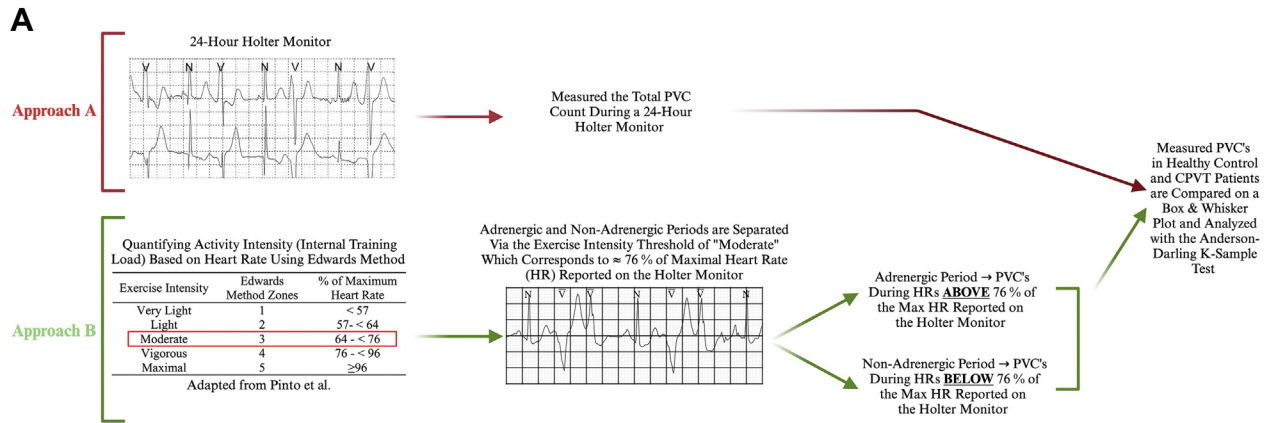 A
Approach A
24-Hour Holter Monitor
V N V N V N V
Measured the Total PVC
Count During a 24-Hour
Holter Monitor
Measured PVC's
in Healthy Control
and CPVT Patients
are Compared on a
Box & Whisker
Plot and Analyzed
with the Anderson-
Darling K-Sample
Test
Approach B
Quantifying Activity Intensity (Internal Training
Load) Based on Heart Rate Using Edwards Method
Exercise Intensity Edwards Method Zones % of Maximum Heart Rate
Very Light 1 < 57
Light 2 57- < 64
Moderate 3 64 - < 76
Vigorous 4 76 - < 96
Maximal 5 ≥96
Adapted from Pinto et al.
Adrenergic and Non-Adrenergic Periods are Separated
Via the Exercise Intensity Threshold of "Moderate"
Which Corresponds to ≈ 76 % of Maximal Heart Rate
(HR) Reported on the Holter Monitor
N V V N V V N
Adrenergic Period → PVC's
During HRs ABOVE 76 % of
the Max HR Reported on
the Holter Monitor
Non-Adrenergic Period → PVC's
During HRs BELOW 76 % of
the Max HR Reported on
the Holter Monitor